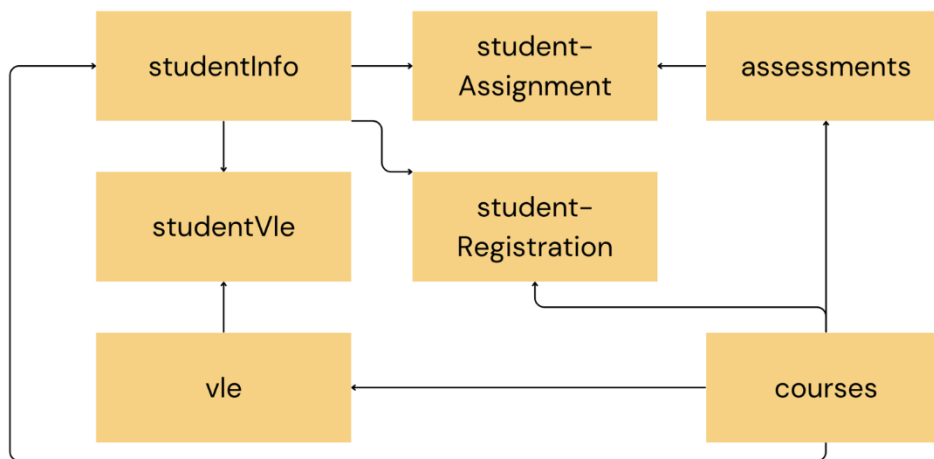 studentInfo
student-
Assignment
assessments
studentVle
student-
Registration
vle
courses